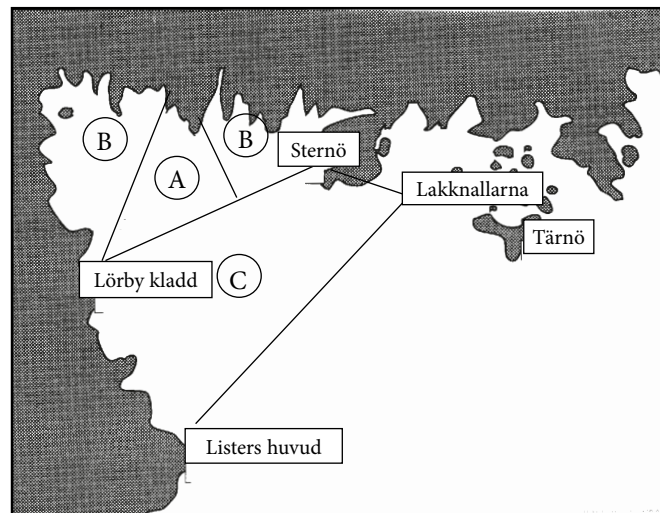 B
B
Sternö
A
Lakknallarna
Tärnö
Lörby kladd
C
Listers huvud